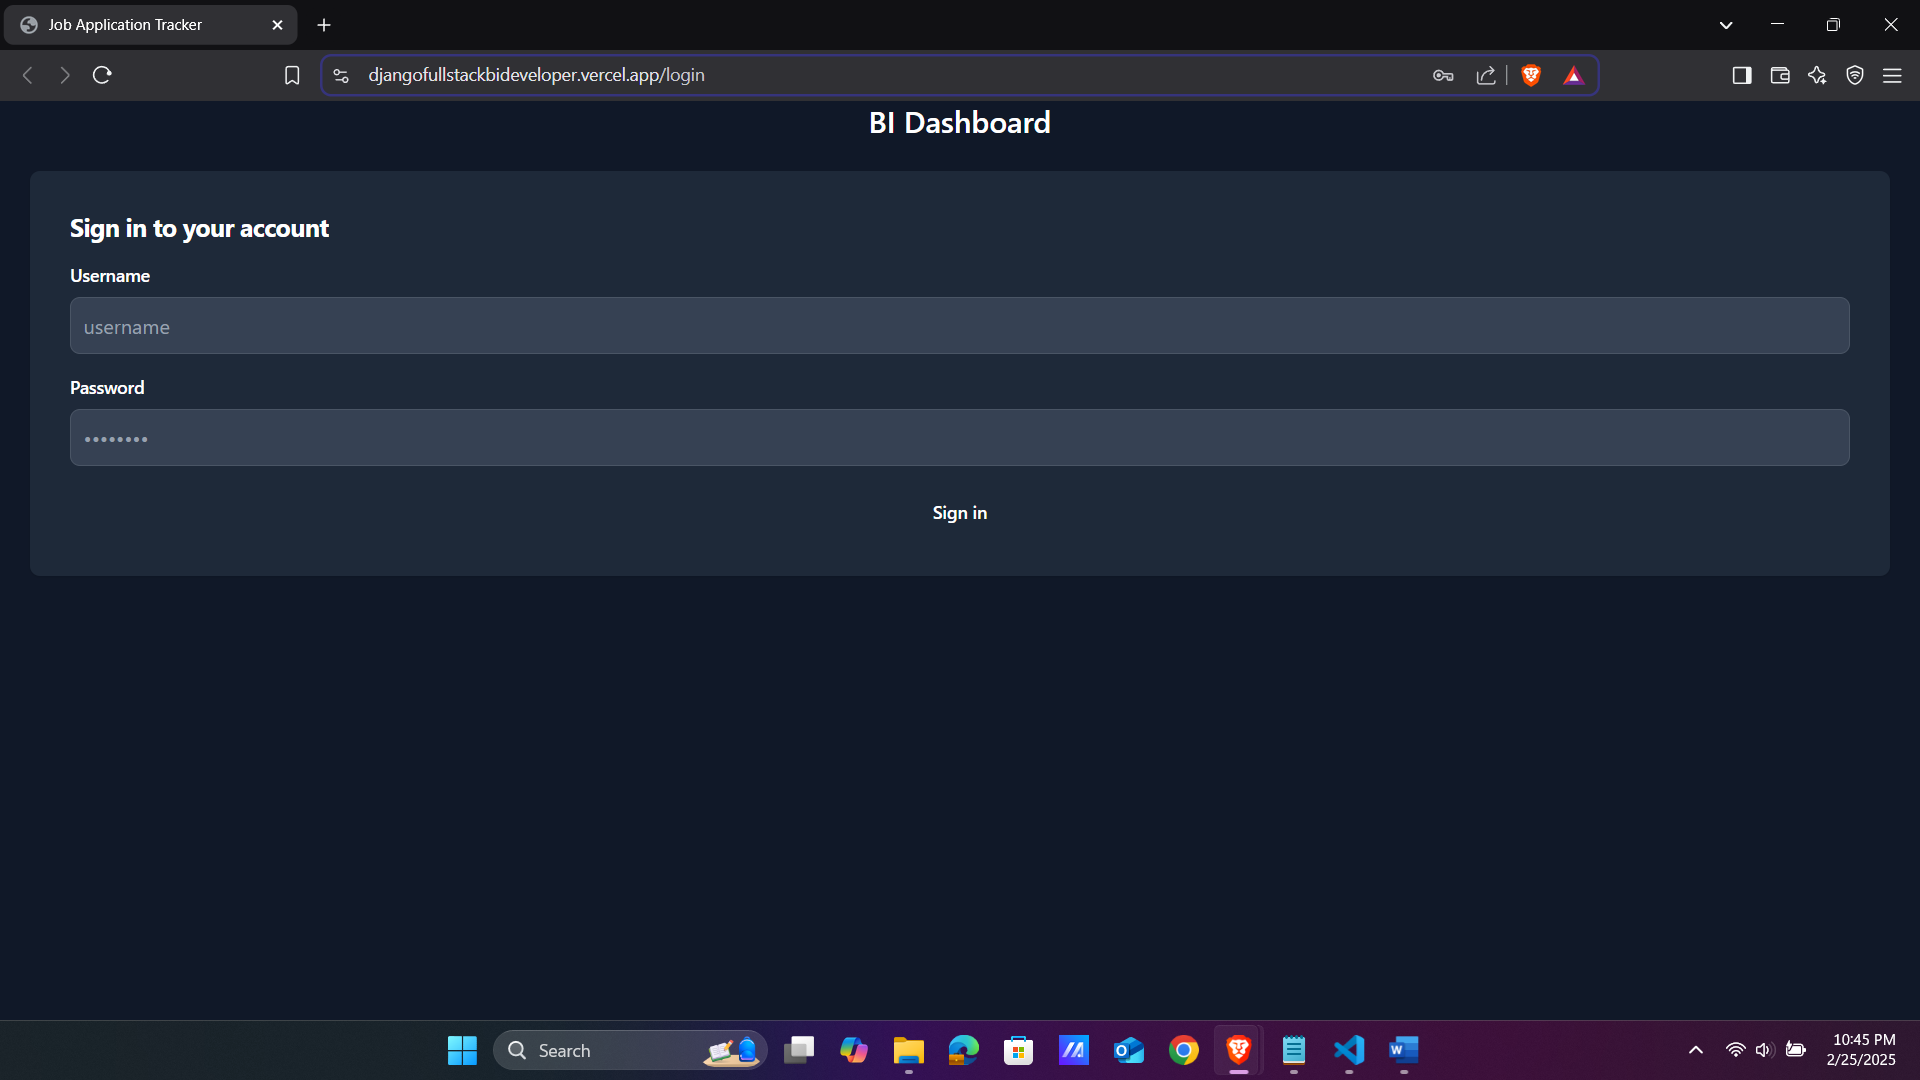 Job Application Tracker
djangofullstackbideveloper.vercel.app/login
BI Dashboard
Sign in to your account
Username
username
Password
••••••••
Sign in
Search
10:45 PM
2/25/2025